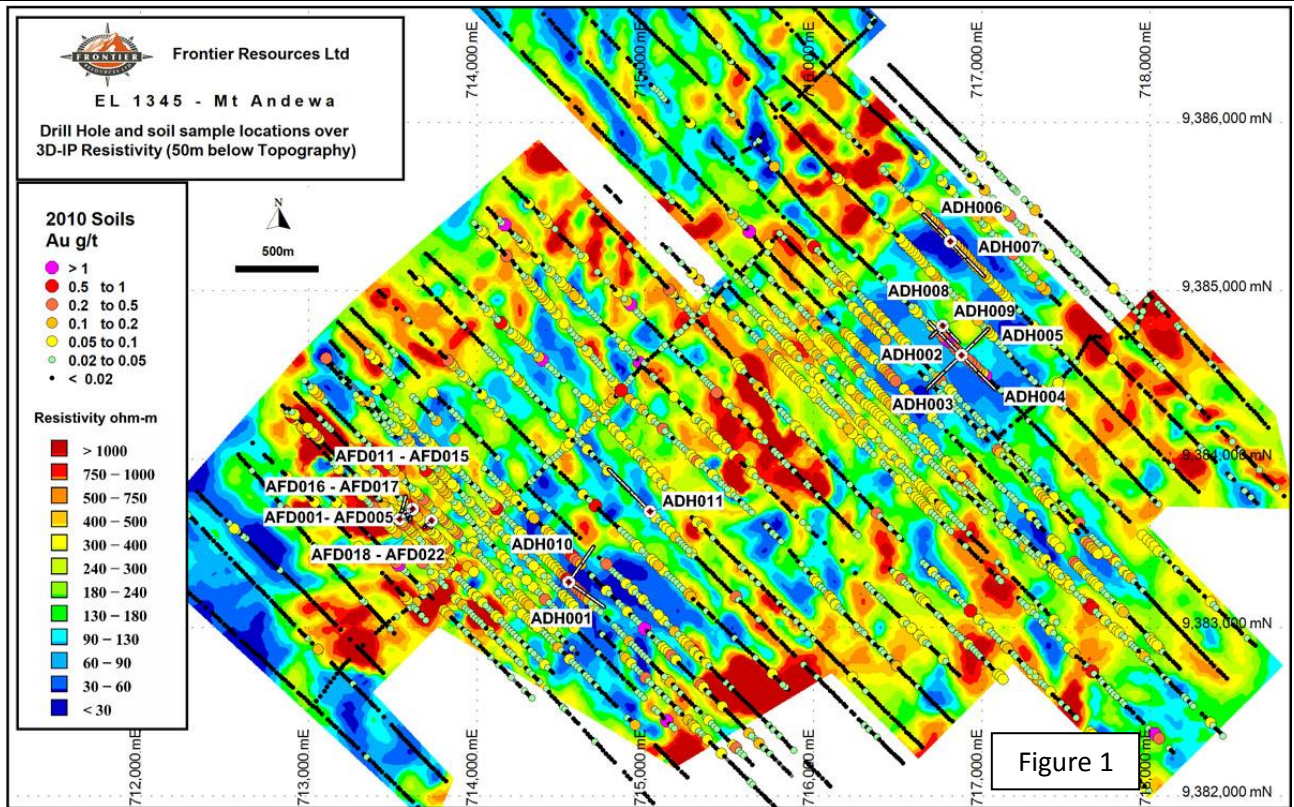 FRONTIER
RESOURCES LTD
Frontier Resources Ltd
EL 1345 - Mt Andewa
Drill Hole and soil sample locations over
3D-IP Resistivity (50m below Topography)
2010 Soils
Au g/t
> 1
0.5 to 1
0.2 to 0.5
0.1 to 0.2
0.05 to 0.1
0.02 to 0.05
< 0.02
Resistivity ohm-m
> 1000
750 – 1000
500 – 750
400 – 500
300 – 400
240 – 300
180 – 240
130 – 180
90 – 130
60 – 90
30 – 60
< 30
N
500m
714,000 mE
715,000 mE
716,000 mE
717,000 mE
718,000 mE
9,386,000 mN
ADH006
ADH007
ADH008
9,385,000 mN
ADH009
ADH005
ADH002
ADH004
ADH003
AFD011 - AFD015
9,384,000 mN
AFD016 - AFD017
ADH011
AFD001- AFD005
ADH010
AFD018 - AFD022
ADH001
9,383,000 mN
712,000 mE
713,000 mE
714,000 mE
715,000 mE
716,000 mE
717,000 mE
718,000 mE
Figure 1
9,382,000 mN